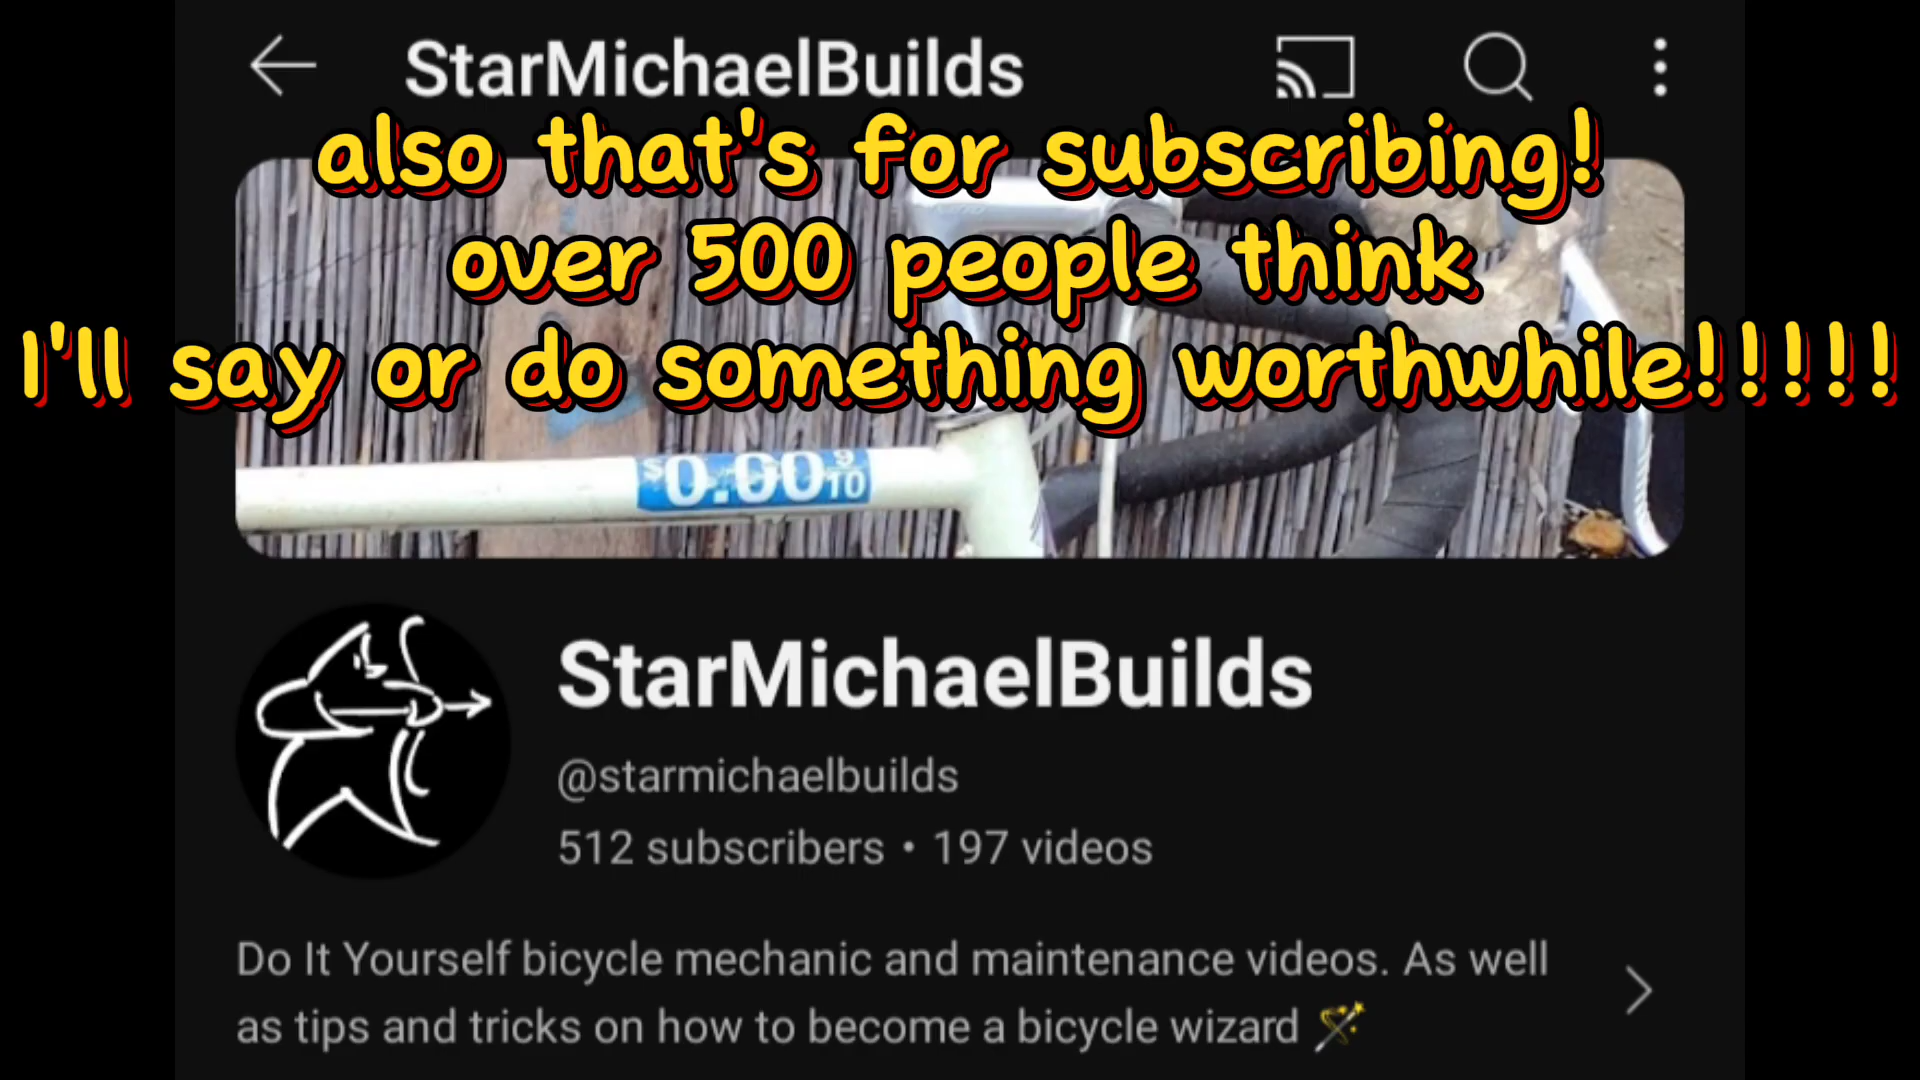 StarMichaelBuilds
also that's for subscribing!
over 500 people think
I'll say or do something worthwhile!!!!!
$0.00 9/10
StarMichaelBuilds
@starmichaelbuilds
512 subscribers • 197 videos
Do It Yourself bicycle mechanic and maintenance videos. As well
as tips and tricks on how to become a bicycle wizard 🪄